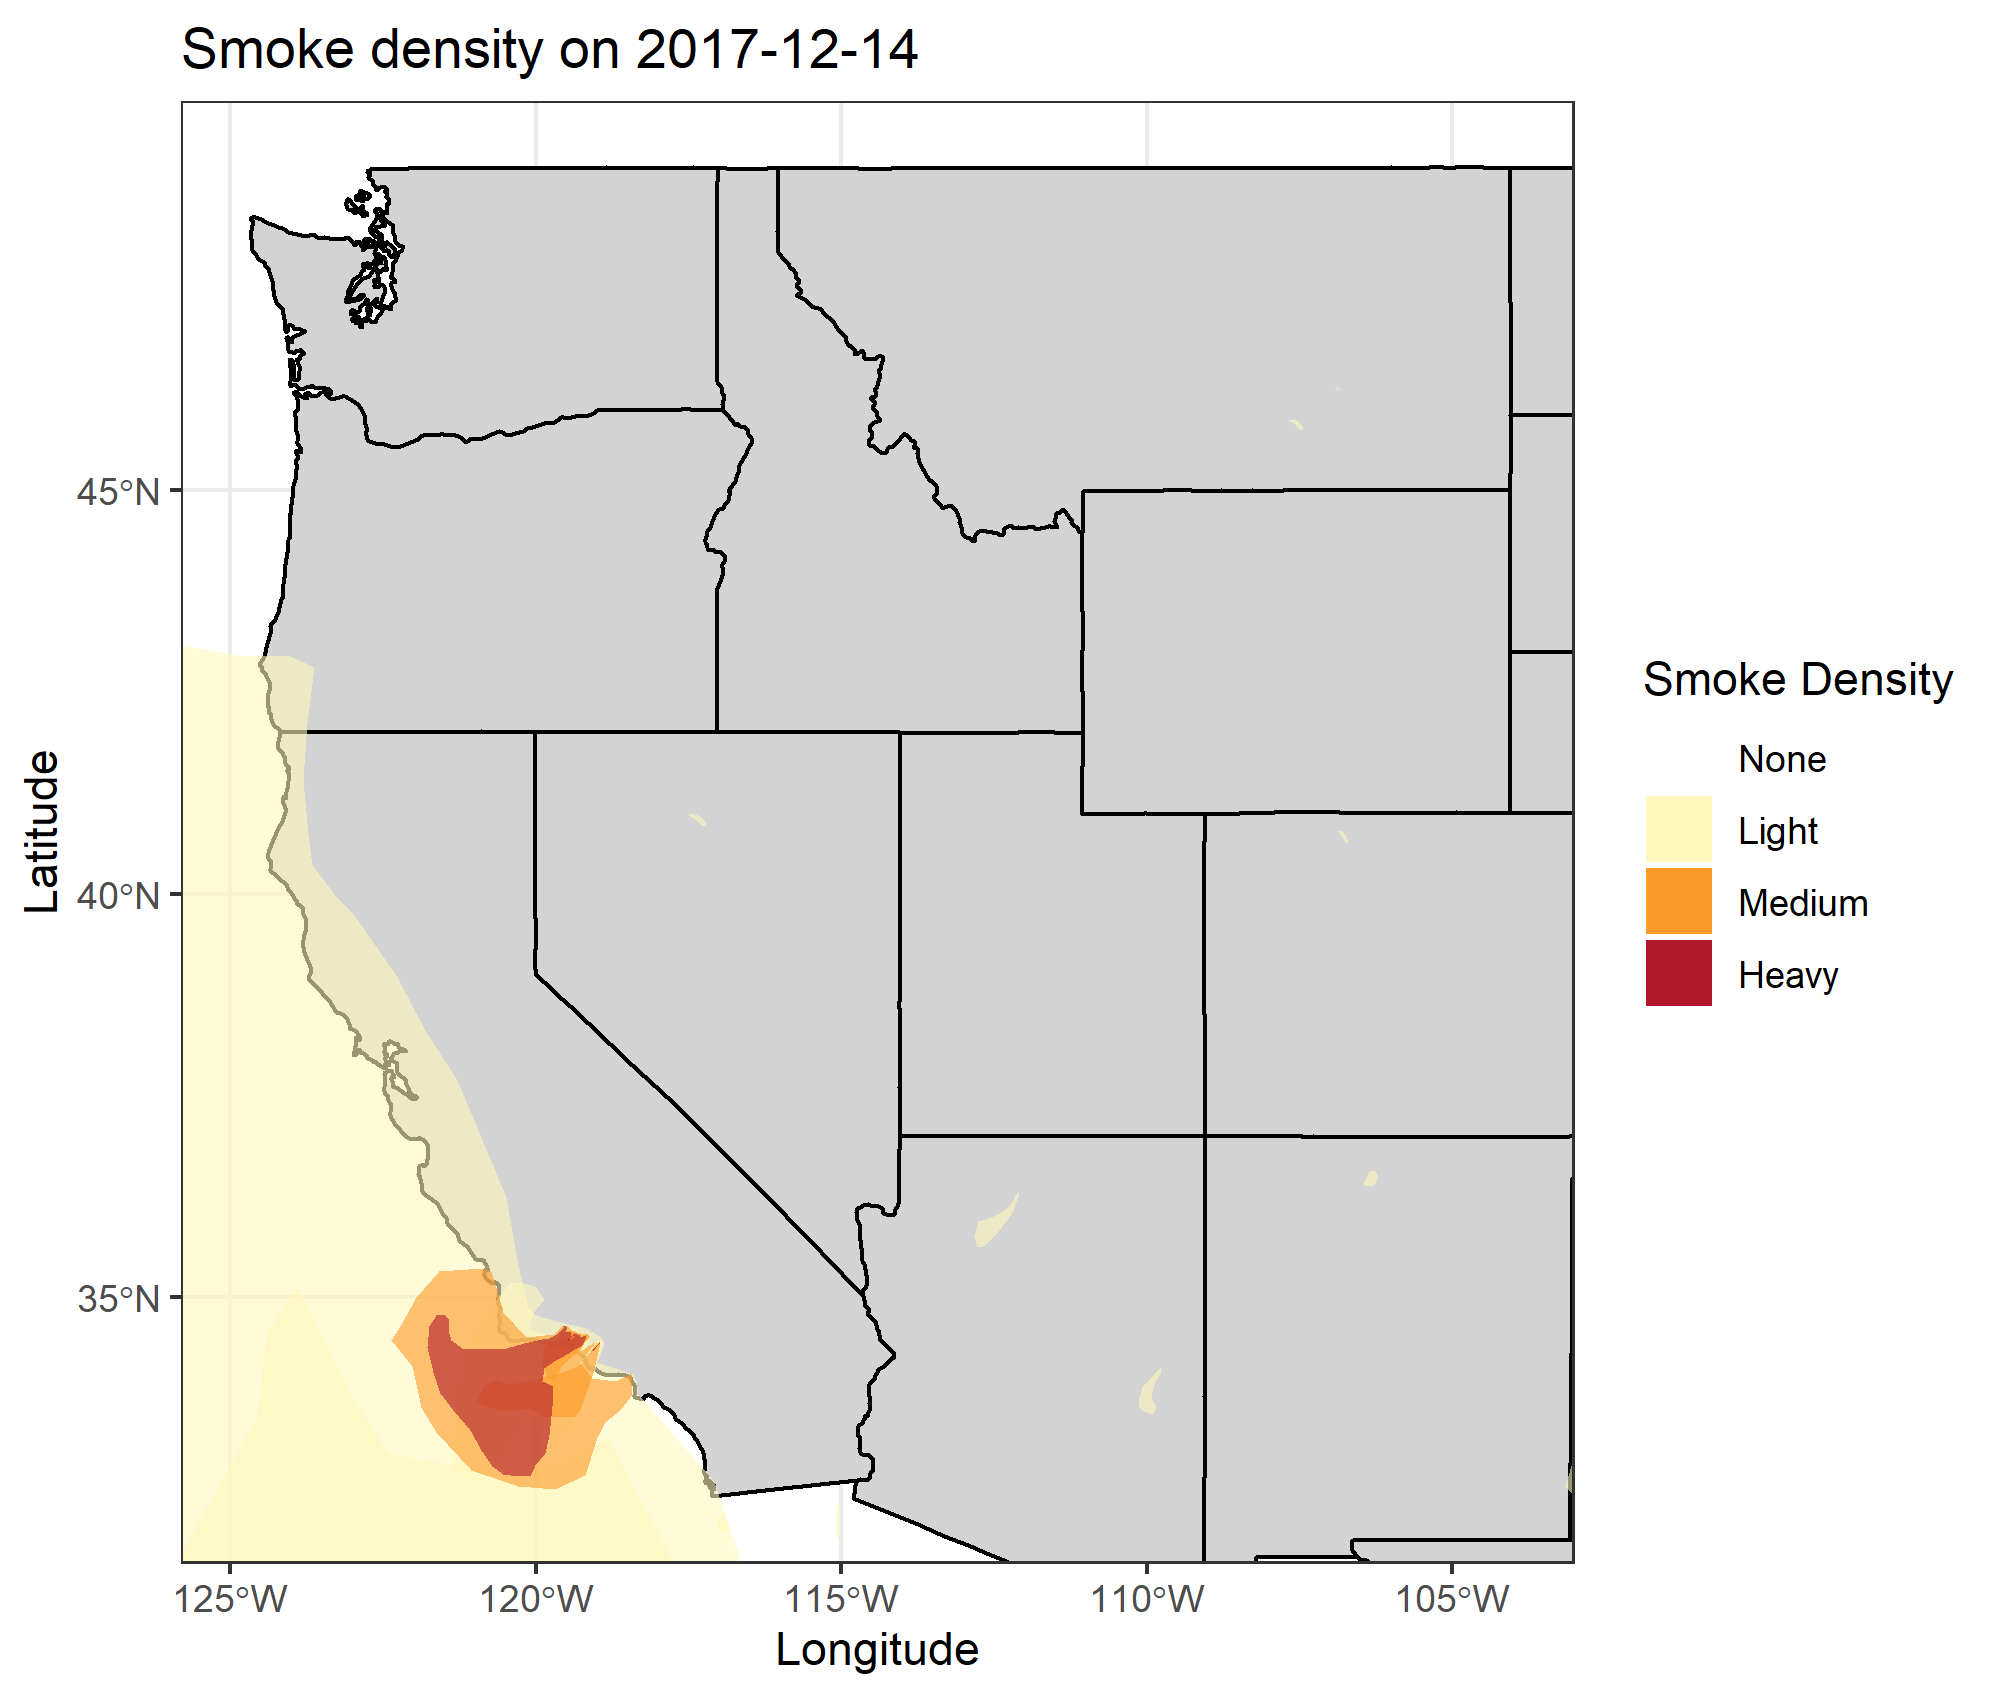 Smoke density on 2017-12-14
45°N
40°N
35°N
Latitude
125°W
120°W
115°W
110°W
105°W
Longitude
Smoke Density
None
Light
Medium
Heavy